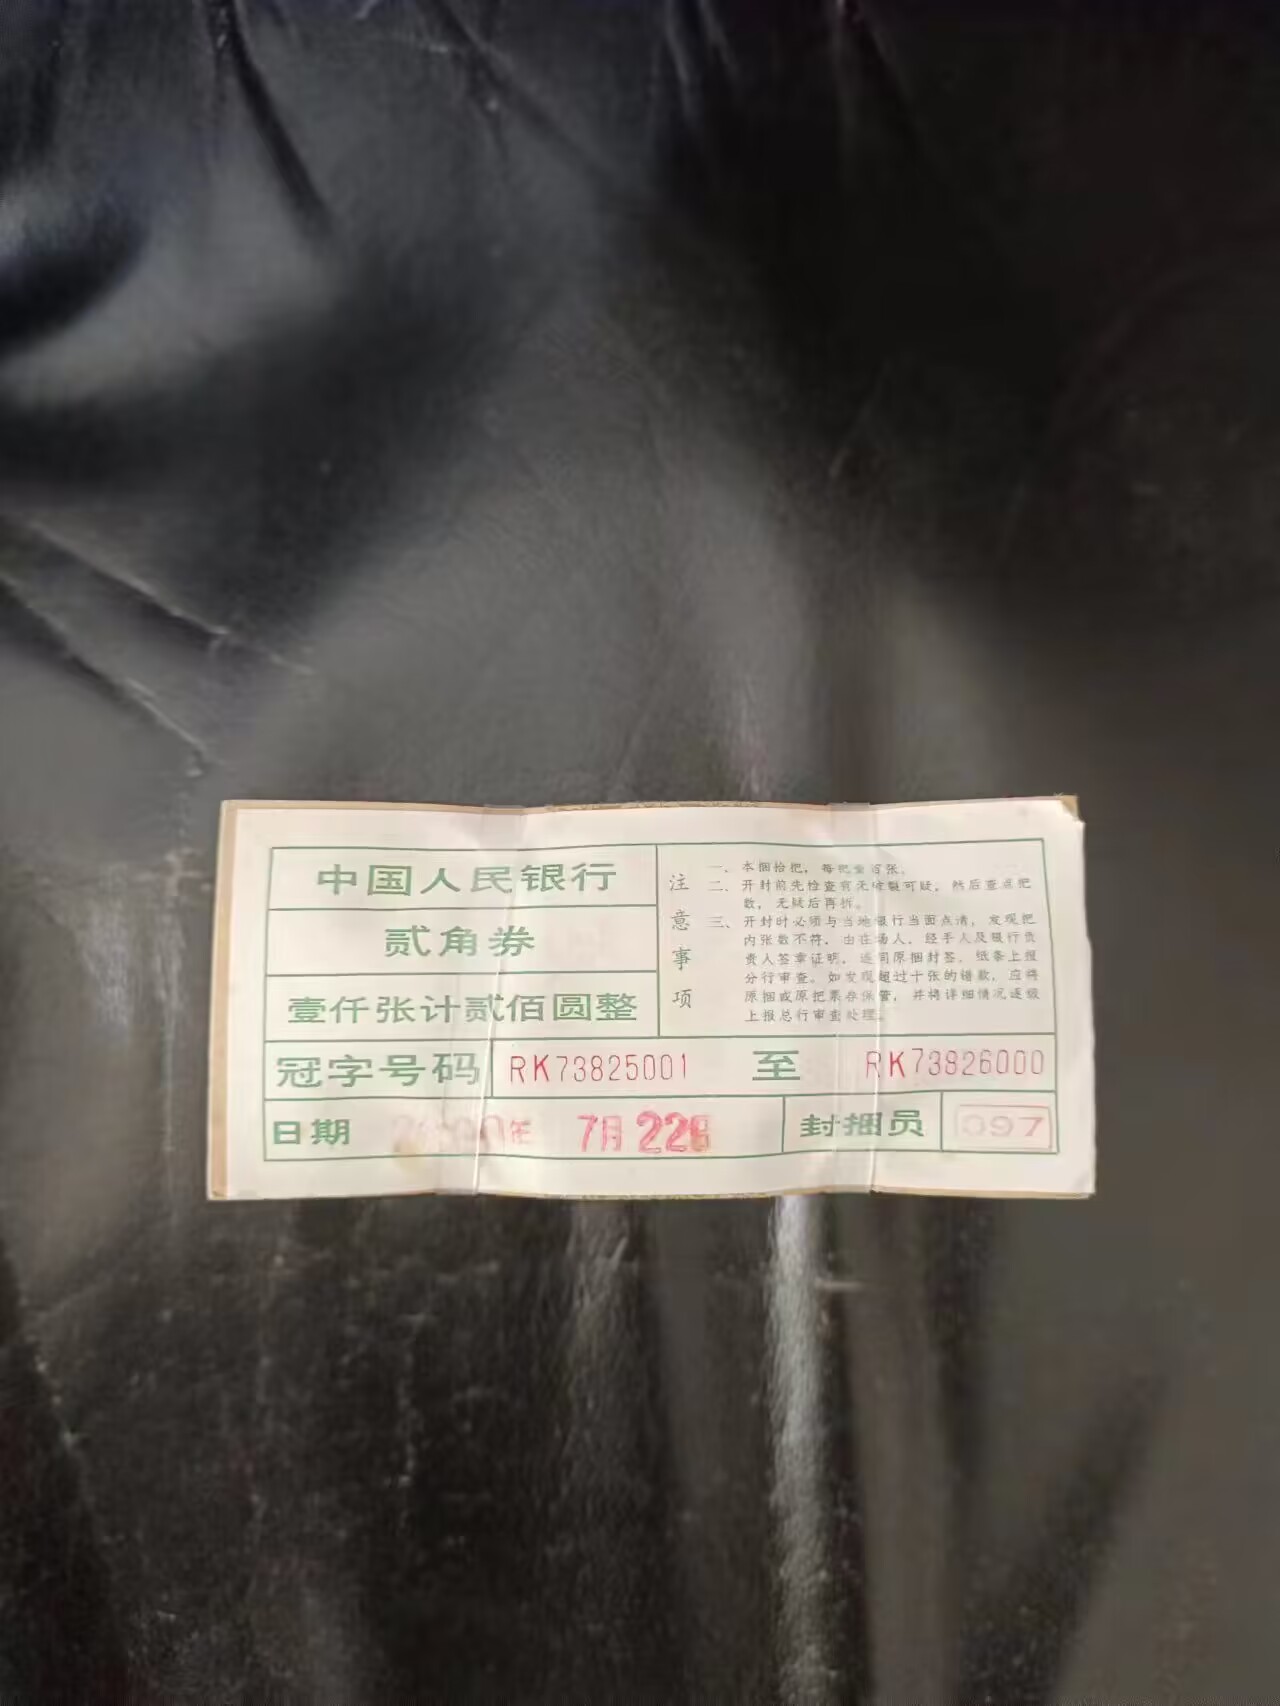 中国人民银行
贰角券
壹仟张计贰佰圆整
注意事项
一、本捆拾把，每把壹百张。
二、开封前先检查有无破裂可疑，然后查点把
数，无疑后再拆。
三、开封时必须与当地银行当面点清，发现把
内张数不符，由在场人，经手人及银行负
责人签章证明，连同原捆封签，纸条上报
分行审查。如发现超过十张的错款，应将
原捆或原把票券保管，并将详细情况逐级
上报总行审查处理。
冠字号码 RK73825001 至 RK73826000
日期 年 7月22日 封捆员 097